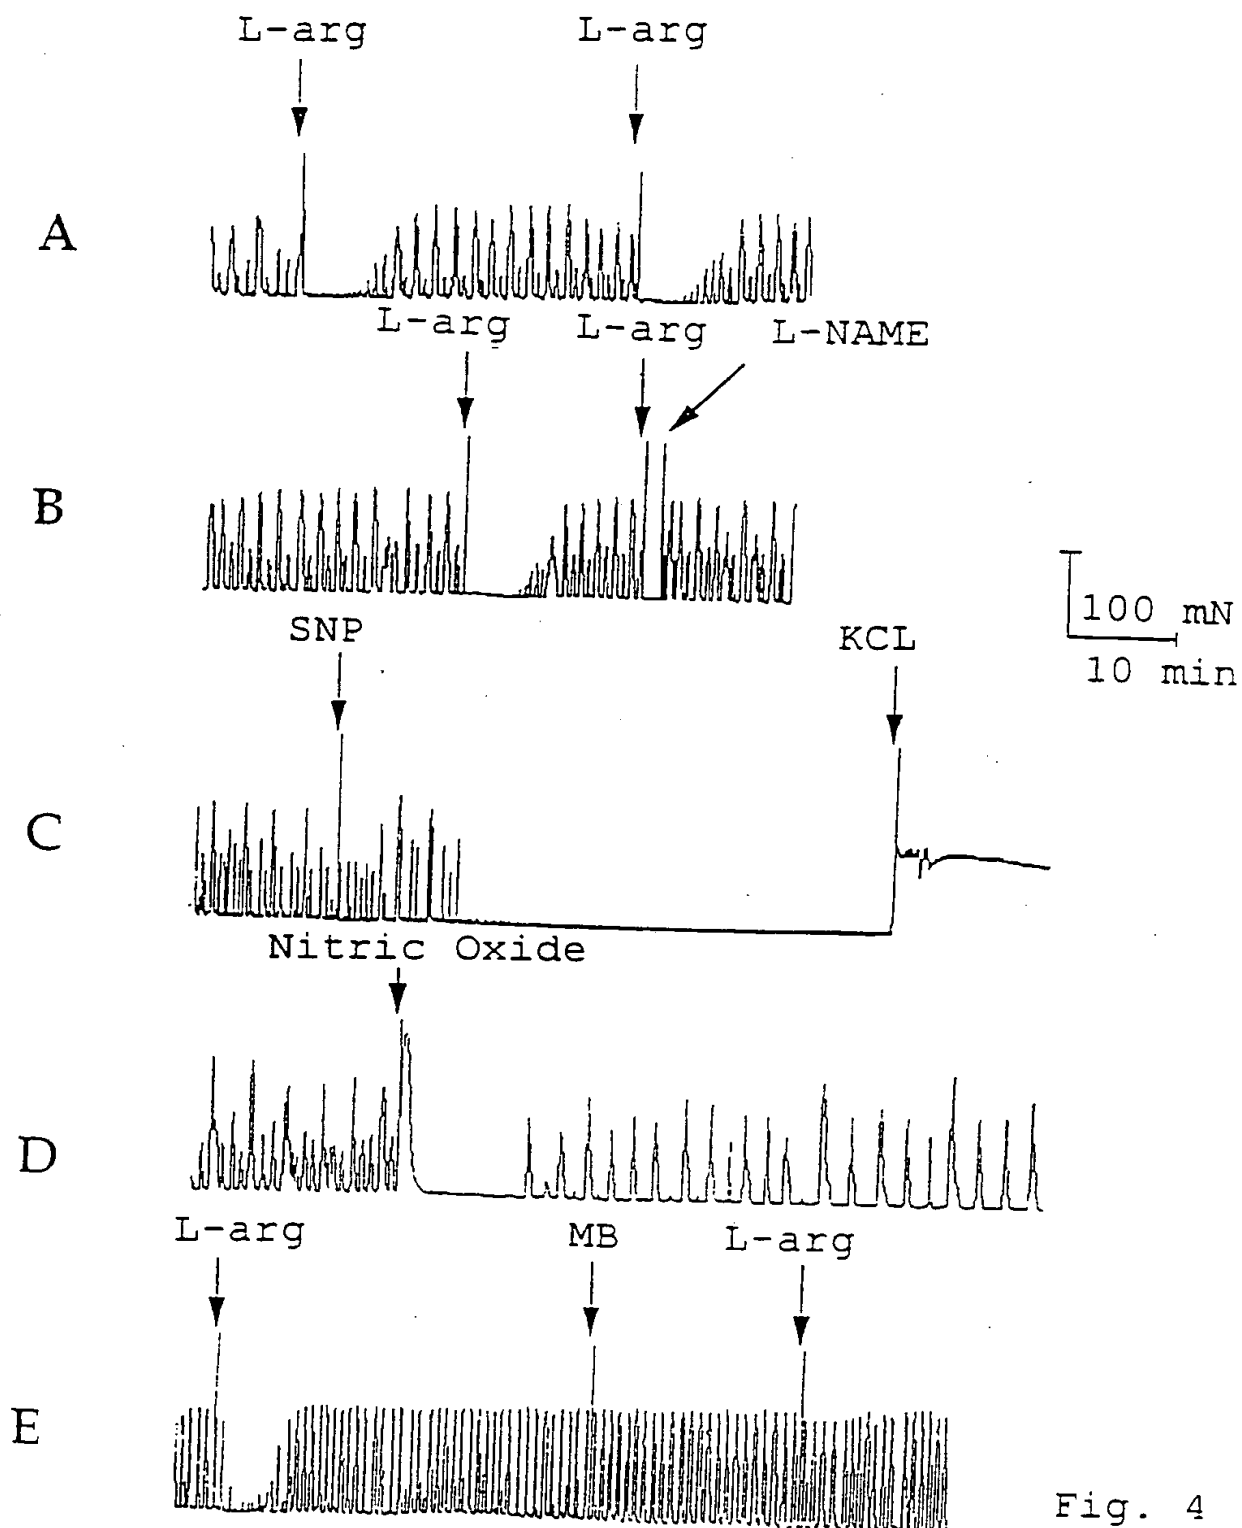 L-arg L-arg
A
L-arg L-arg L-NAME
B
100 mN
10 min
SNP KCL
C
Nitric Oxide
D
L-arg MB L-arg
E
Fig. 4